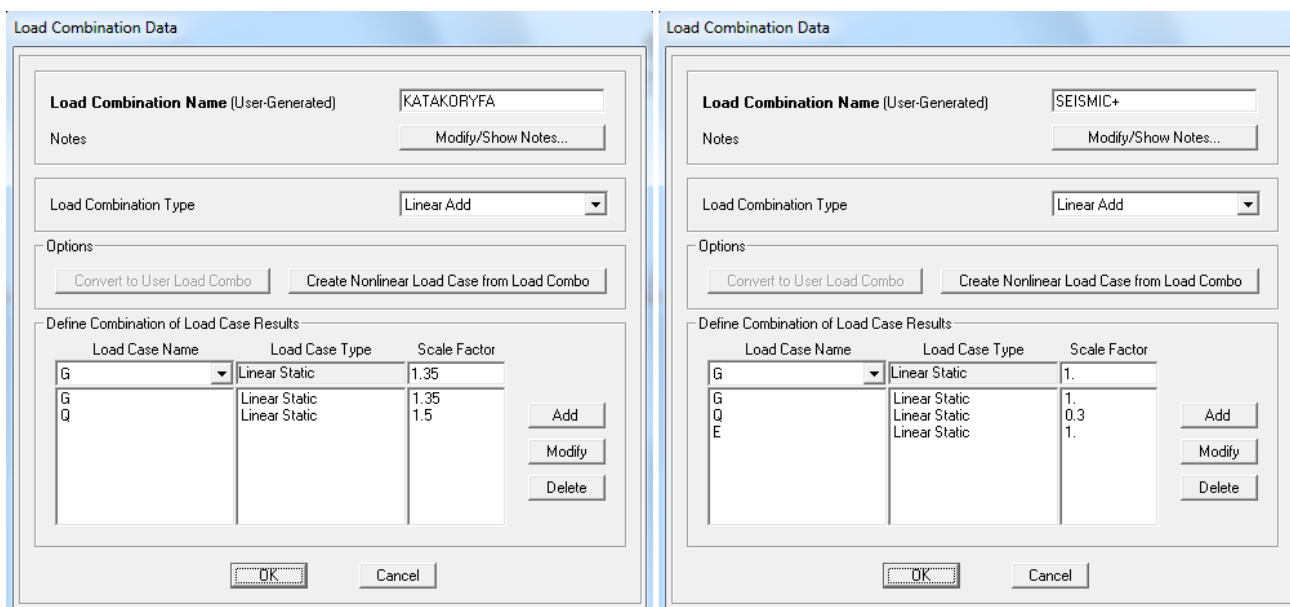 Load Combination Data
Load Combination Name (User-Generated) KATAKORYFA
Notes Modify/Show Notes...
Load Combination Type Linear Add
Options
Convert to User Load Combo Create Nonlinear Load Case from Load Combo
Define Combination of Load Case Results
Load Case Name Load Case Type Scale Factor
G Linear Static 1.35
G Linear Static 1.35
Q Linear Static 1.5
Add
Modify
Delete
OK Cancel
Load Combination Data
Load Combination Name (User-Generated) SEISMIC+
Notes Modify/Show Notes...
Load Combination Type Linear Add
Options
Convert to User Load Combo Create Nonlinear Load Case from Load Combo
Define Combination of Load Case Results
Load Case Name Load Case Type Scale Factor
G Linear Static 1.
G Linear Static 1.
Q Linear Static 0.3
E Linear Static 1.
Add
Modify
Delete
OK Cancel